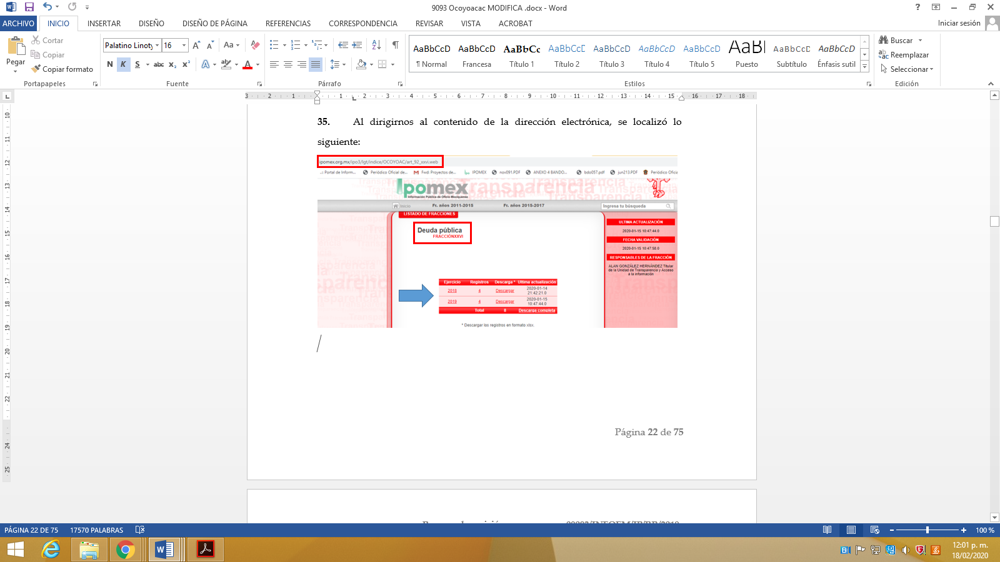 9093 Ocoyoacac MODIFICA .docx - Word
ARCHIVO INICIO INSERTAR DISEÑO DISEÑO DE PÁGINA REFERENCIAS CORRESPONDENCIA REVISAR VISTA ACROBAT Iniciar sesión
Pegar
Cortar
Copiar
Copiar formato
Portapapeles
Palatino Linoty 16
N K S abc x₂ x²
Fuente
Párrafo
AaBbCcD AaBbCcD AaBbCc AaBbCcD AaBbCcD AaBbCcD AaBbCcD AaBl AaBbCcD AaBbCcD
¶ Normal Francesa Título 1 Título 2 Título 3 Título 4 Título 5 Puesto Subtítulo Énfasis sutil
Estilos
Buscar
Reemplazar
Seleccionar
Edición
3 2 1 1 2 3 4 5 6 7 8 9 10 11 12 13 14 15 16 17 18
10
11
12
13
14
15
16
17
18
19
20
21
22
24
25
35. Al dirigirnos al contenido de la dirección electrónica, se localizó lo
siguiente:
ipomex.org.mx/ipo3/lgt/indice/OCOYOAC/art_92_xxvi.web
Portal de Inform... Periódico Oficial de... Fwd: Proyectos de... IPOMEX nov091.PDF ANEXO 4 BANDO... bdo057.pdf jun213.PDF Periódico Oficia
Ipomex
Información Pública de Oficio Mexiquense
Transparencia
Inicio Fr. años 2011-2015 Fr. años 2015-2017 Ingresa tu búsqueda
LISTADO DE FRACCIONES
Deuda pública
FRACCIÓNXXVI
ULTIMA ACTUALIZACIÓN
2020-01-15 10:47:44.0
FECHA VALIDACIÓN
2020-01-15 10:47:58.0
RESPONSABLES DE LA FRACCIÓN
ALAN GONZÁLEZ HERNÁNDEZ Titular
de la Unidad de Transparencia y Acceso
a la información
Ejercicio Registros Descarga * Ultima actualización
2018 4 Descargar 2020-01-14 21:42:21.0
2019 4 Descargar 2020-01-15 10:47:44.0
Total 8 Descarga completa
* Descargar los registros en formato xlsx.
Página 22 de 75
PÁGINA 22 DE 75 17570 PALABRAS 100 %
12:01 p. m.
18/02/2020